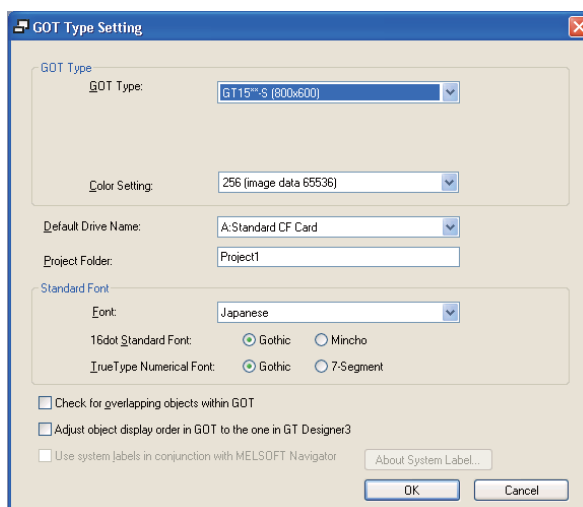 GOT Type Setting
GOT Type
GOT Type: GT15**-S (800x600)
Color Setting: 256 (image data 65536)
Default Drive Name: A:Standard CF Card
Project Folder: Project1
Standard Font
Font: Japanese
16dot Standard Font: Gothic Mincho
TrueType Numerical Font: Gothic 7-Segment
Check for overlapping objects within GOT
Adjust object display order in GOT to the one in GT Designer3
Use system labels in conjunction with MELSOFT Navigator About System Label...
OK Cancel